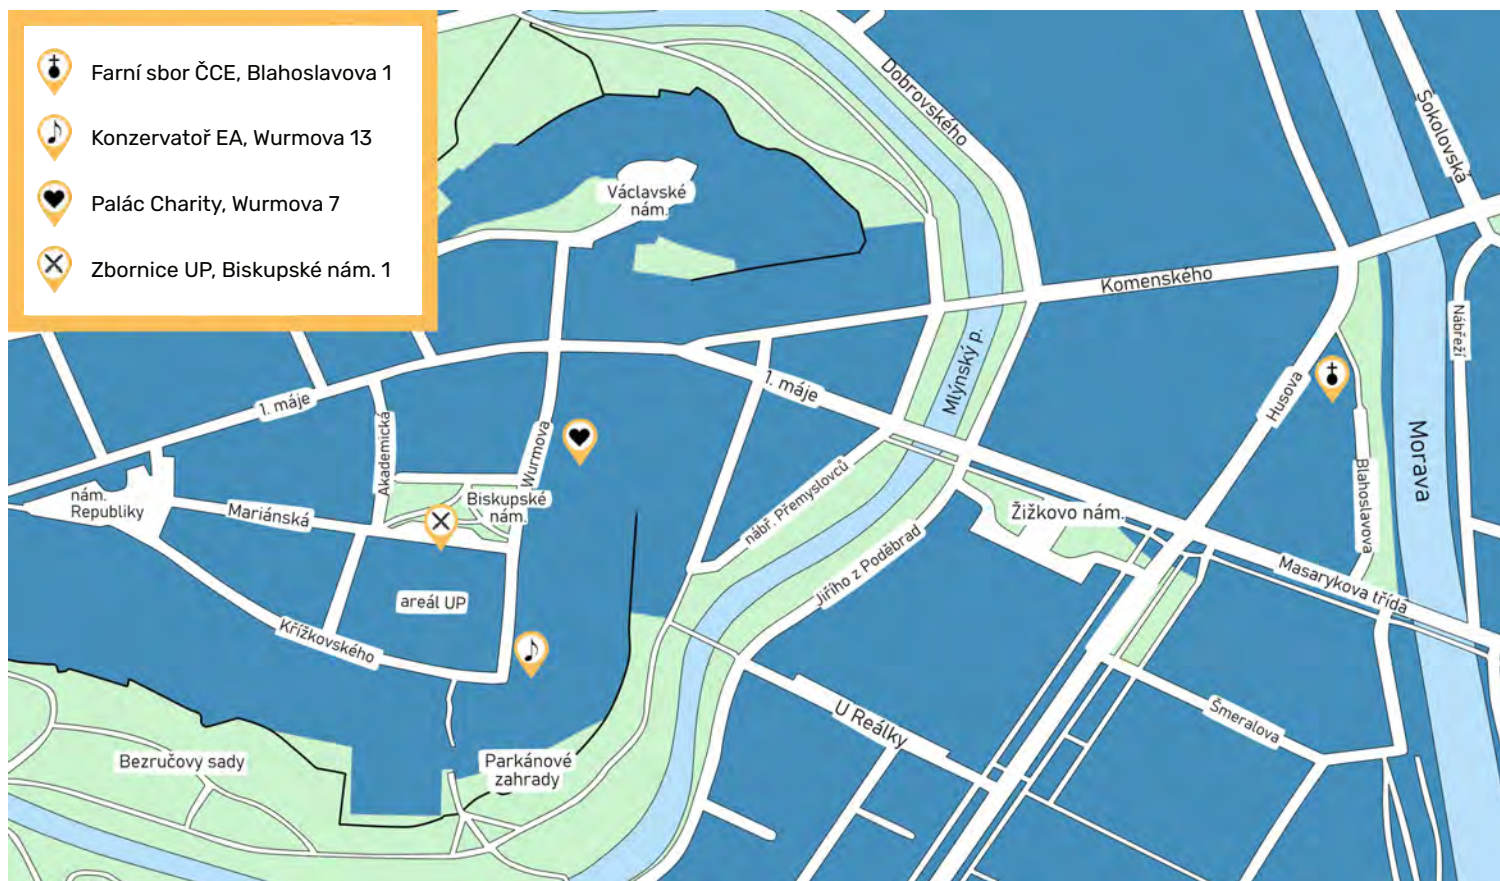 Farní sbor ČCE, Blahoslavova 1
Konzervatoř EA, Wurmova 13
Palác Charity, Wurmova 7
Zbornice UP, Biskupské nám. 1
Dobrovského
Sokolovská
Václavské
nám.
Komenského
Nábřeží
Mlýnský p.
1. máje
1. máje
Husova
Akademická
Wurmova
Morava
Blahoslavova
nám.
Republiky
Mariánská
Biskupské
nám.
nábř. Přemyslovců
Žižkovo nám.
Jiřího z Poděbrad
Masarykova třída
areál UP
Křížkovského
U Reálky
Šmeralova
Bezručovy sady
Parkánové
zahrady